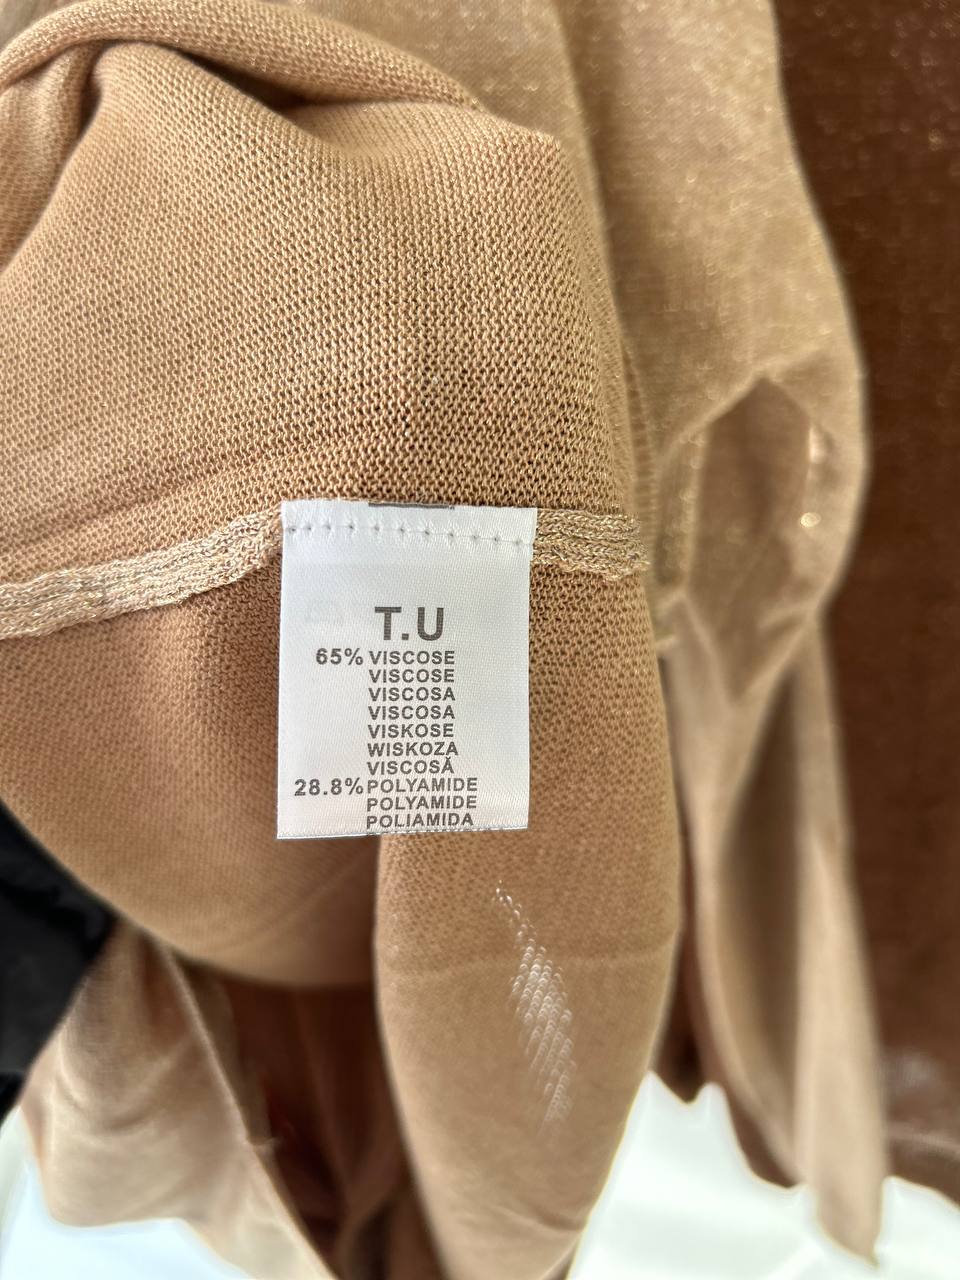 T.U
65% VISCOSE
VISCOSE
VISCOSA
VISCOSA
VISKOSE
WISKOZA
VISCOSĂ
28.8% POLYAMIDE
POLYAMIDE
POLIAMIDA